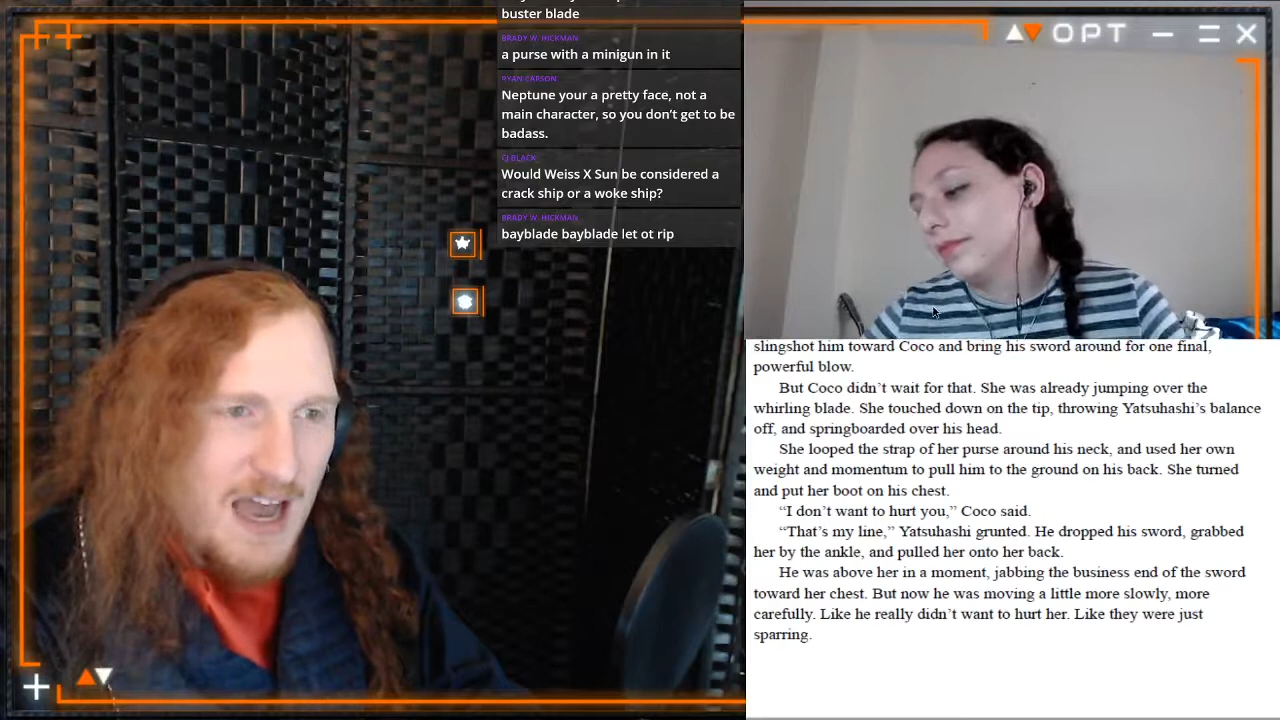 buster blade
BRADY W. HICKMAN
a purse with a minigun in it
RYAN CARSON
Neptune your a pretty face, not a
main character, so you don't get to be
badass.
CJ BLACK
Would Weiss X Sun be considered a
crack ship or a woke ship?
BRADY W. HICKMAN
bayblade bayblade let ot rip
OPT
slingshot him toward Coco and bring his sword around for one final,
powerful blow.
But Coco didn’t wait for that. She was already jumping over the
whirling blade. She touched down on the tip, throwing Yatsuhashi’s balance
off, and springboarded over his head.
She looped the strap of her purse around his neck, and used her own
weight and momentum to pull him to the ground on his back. She turned
and put her boot on his chest.
“I don’t want to hurt you,” Coco said.
“That’s my line,” Yatsuhashi grunted. He dropped his sword, grabbed
her by the ankle, and pulled her onto her back.
He was above her in a moment, jabbing the business end of the sword
toward her chest. But now he was moving a little more slowly, more
carefully. Like he really didn’t want to hurt her. Like they were just
sparring.